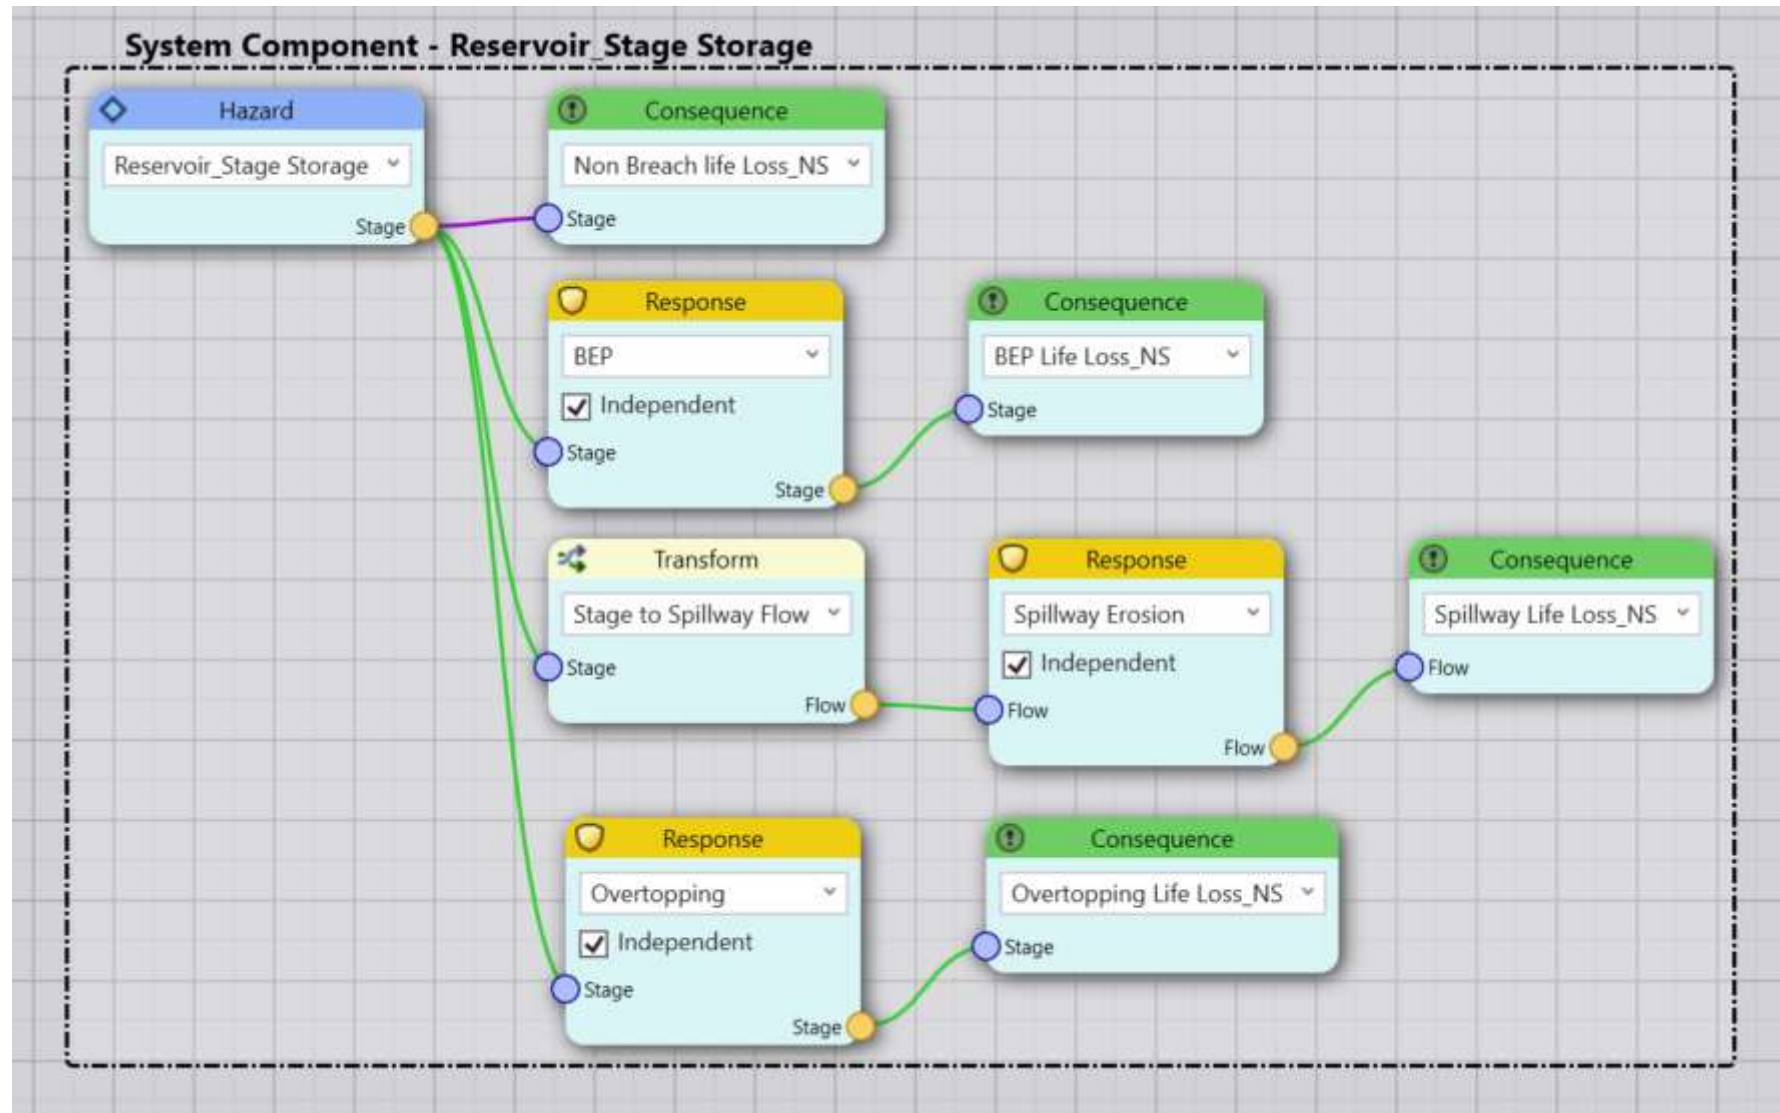 System Component - Reservoir_Stage Storage
Hazard
Reservoir_Stage Storage
Stage
Consequence
Non Breach life Loss_NS
Stage
Response
BEP
Independent
Stage
Stage
Consequence
BEP Life Loss_NS
Stage
Transform
Stage to Spillway Flow
Stage
Flow
Response
Spillway Erosion
Independent
Flow
Flow
Consequence
Spillway Life Loss_NS
Flow
Response
Overtopping
Independent
Stage
Stage
Consequence
Overtopping Life Loss_NS
Stage